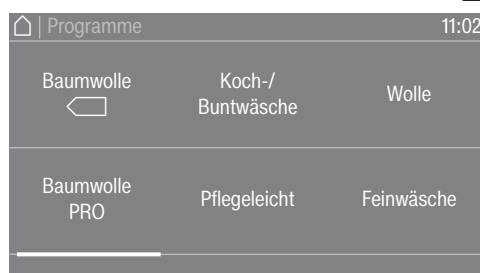 Programme 11:02
Baumwolle
Koch-/
Buntwäsche
Wolle
Baumwolle
PRO
Pflegeleicht
Feinwäsche